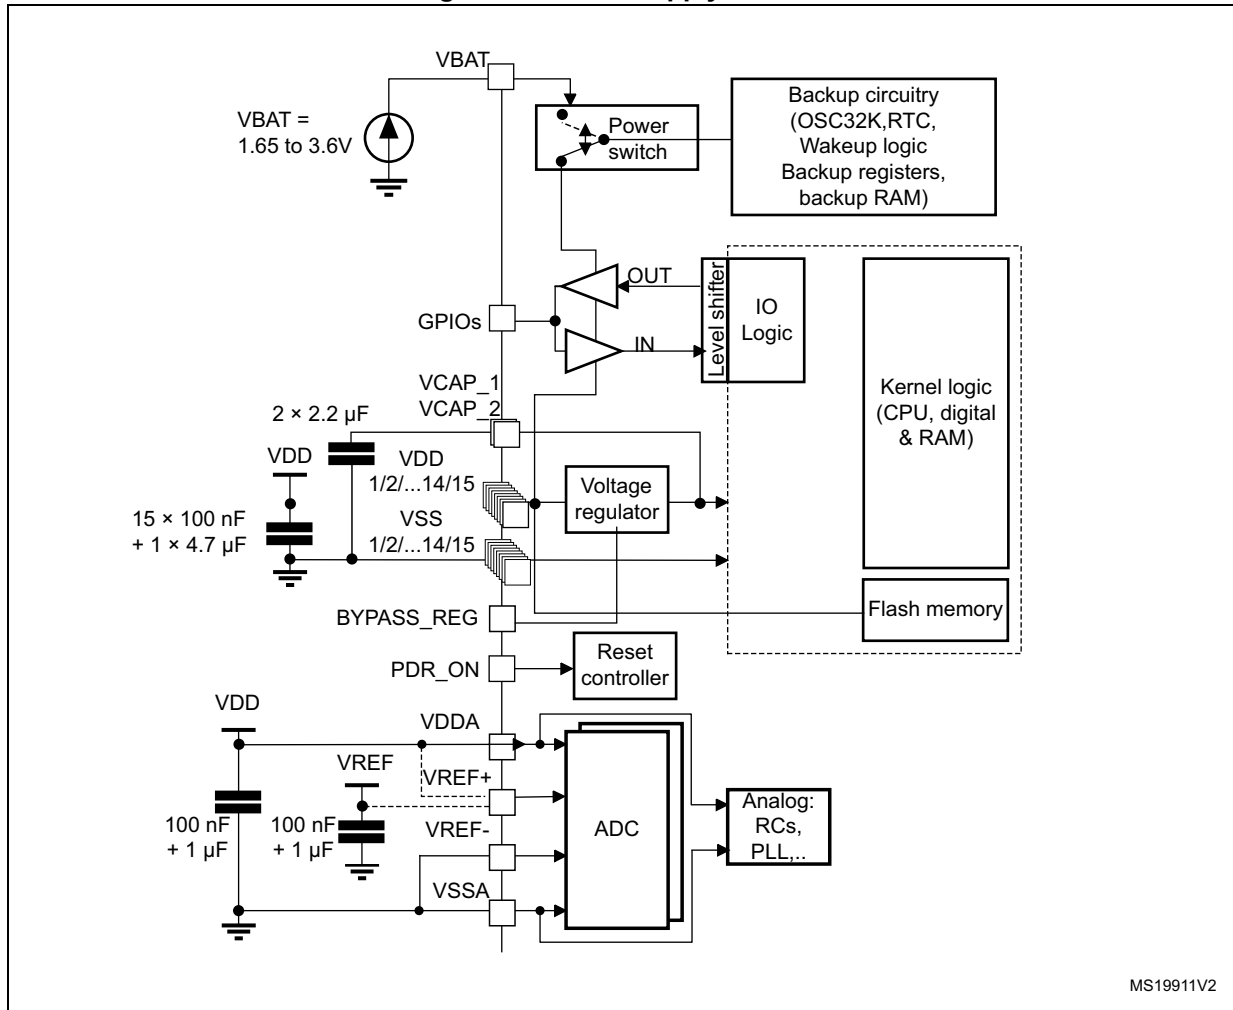 VBAT
VBAT =
1.65 to 3.6V
Power
switch
Backup circuitry
(OSC32K,RTC,
Wakeup logic
Backup registers,
backup RAM)
OUT
GPIOs
IN
Level shifter
IO
Logic
Kernel logic
(CPU, digital
& RAM)
VCAP_1
VCAP_2
2 × 2.2 μF
VDD
VDD
1/2/...14/15
Voltage
regulator
15 × 100 nF
+ 1 × 4.7 μF
VSS
1/2/...14/15
Flash memory
BYPASS_REG
PDR_ON
Reset
controller
VDD
VDDA
VREF
VREF+
100 nF
+ 1 μF
100 nF
+ 1 μF
VREF-
ADC
Analog:
RCs,
PLL,..
VSSA
MS19911V2